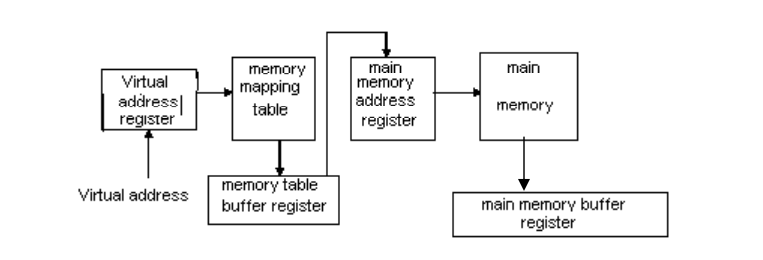 Virtual
address
register
Virtual address
memory
mapping
table
memory table
buffer register
main
memory
address
register
main
memory
main memory buffer
register